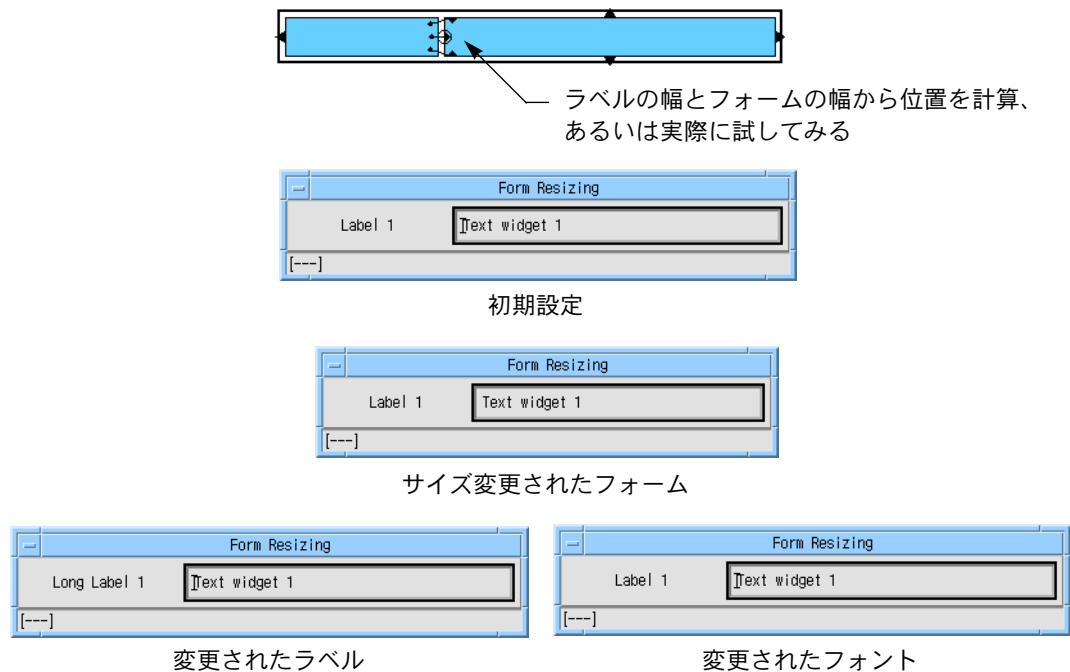 ラベルの幅とフォームの幅から位置を計算、
あるいは実際に試してみる
Form Resizing
Label 1
Text widget 1
[---]
初期設定
Form Resizing
Label 1
Text widget 1
[---]
サイズ変更されたフォーム
Form Resizing
Long Label 1
Text widget 1
[---]
変更されたラベル
Form Resizing
Label 1
Text widget 1
[---]
変更されたフォント